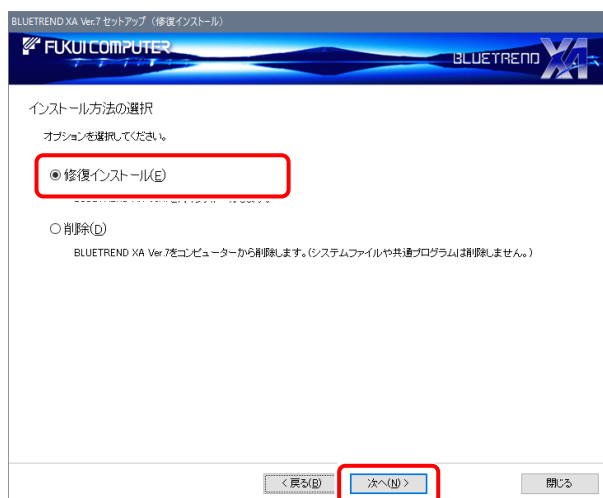 BLUETREND XA Ver.7 セットアップ（修復インストール）
FUKUI COMPUTER
BLUETREND XA
インストール方法の選択
オプションを選択してください。
修復インストール(E)
削除(D)
BLUETREND XA Ver.7をコンピューターから削除します。(システムファイルや共通プログラムは削除しません。)
< 戻る(B)
次へ(N) >
閉じる